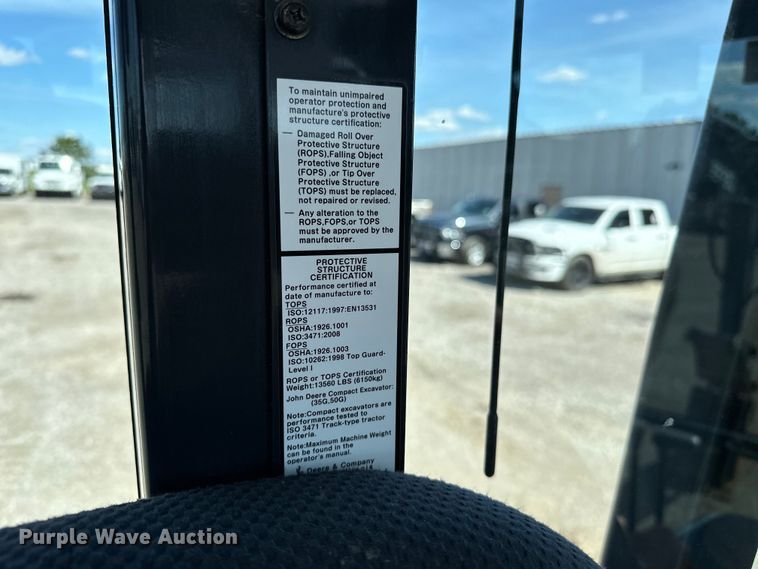 To maintain unimpaired
operator protection and
manufacture's protective
structure certification:
— Damaged Roll Over
Protective Structure
(ROPS),Falling Object
Protective Structure
(FOPS) ,or Tip Over
Protective Structure
(TOPS) must be replaced,
not repaired or revised.
— Any alteration to the
ROPS,FOPS,or TOPS
must be approved by the
manufacturer.
PROTECTIVE
STRUCTURE
CERTIFICATION
Performance certified at
date of manufacture to:
TOPS
ISO:12117:1997:EN13531
ROPS
OSHA:1926.1001
ISO:3471:2008
FOPS
OSHA:1926.1003
ISO:10262:1998 Top Guard-
Level I
ROPS or TOPS Certification
Weight:13560 LBS (6150kg)
John Deere Compact Excavator:
(35G,50G)
Note:Compact excavators are
performance tested to
ISO 3471 Track-type tractor
criteria.
Note:Maximum Machine Weight
can be found in the
operator's manual.
Deere & Company
Purple Wave Auction®